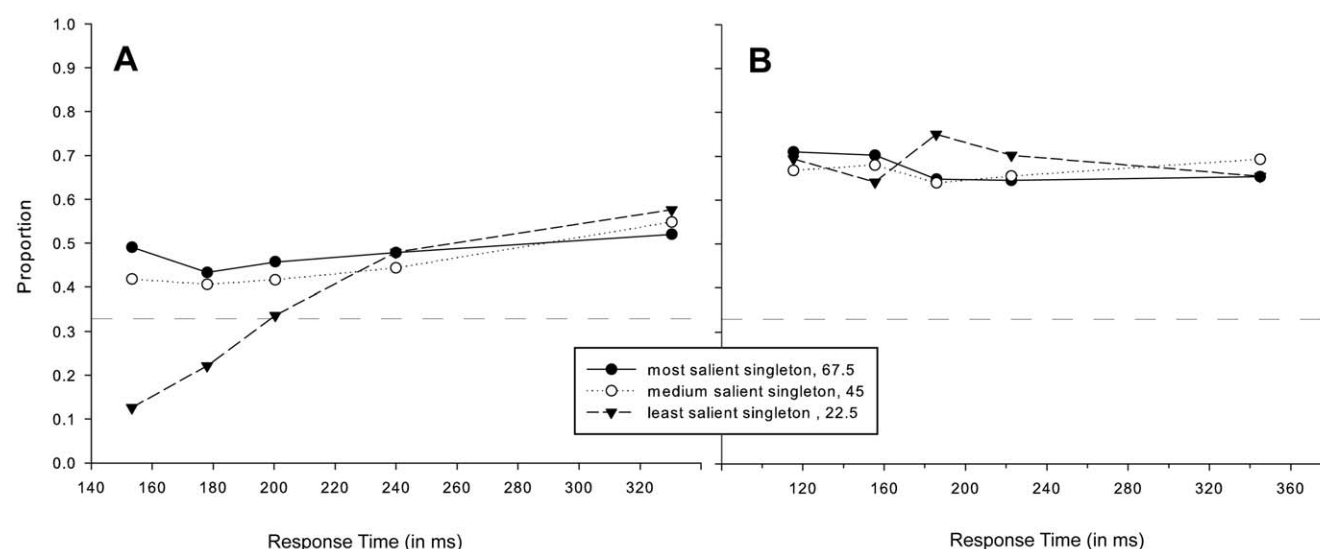 A
B
Proportion
1.0
0.9
0.8
0.7
0.6
0.5
0.4
0.3
0.2
0.1
0.0
most salient singleton, 67.5
medium salient singleton, 45
least salient singleton , 22.5
140 160 180 200 220 240 260 280 300 320
120 160 200 240 280 320 360
Response Time (in ms)
Response Time (in ms)